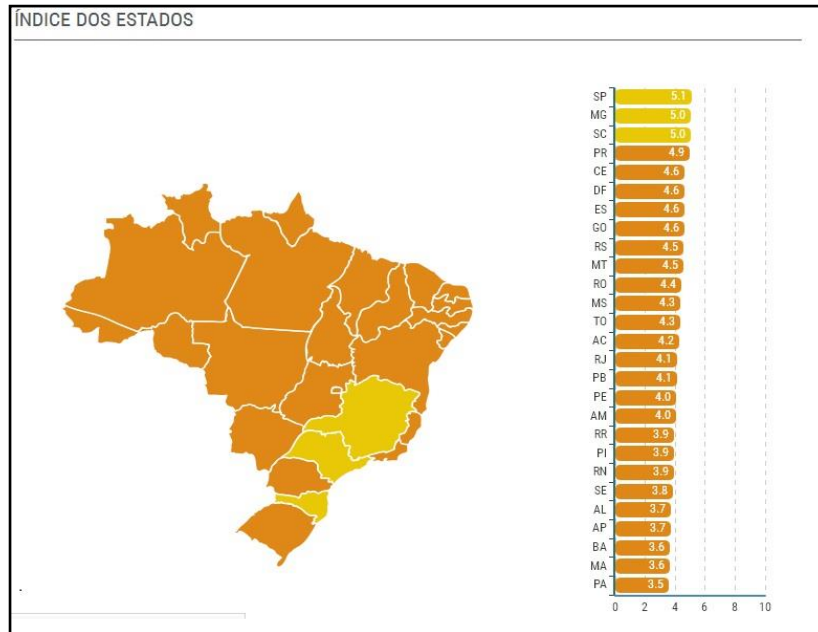 ÍNDICE DOS ESTADOS
SP 5.1
MG 5.0
SC 5.0
PR 4.9
CE 4.6
DF 4.6
ES 4.6
GO 4.6
RS 4.5
MT 4.5
RO 4.4
MS 4.3
TO 4.3
AC 4.2
RJ 4.1
PB 4.1
PE 4.0
AM 4.0
RR 3.9
PI 3.9
RN 3.9
SE 3.8
AL 3.7
AP 3.7
BA 3.6
MA 3.6
PA 3.5
0 2 4 6 8 10